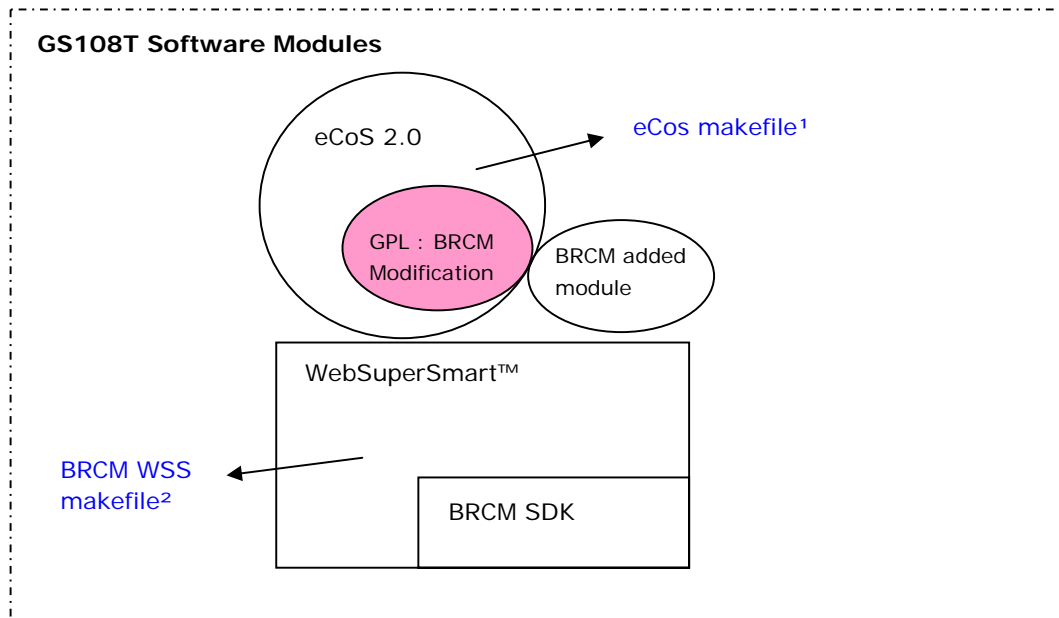 GS108T Software Modules
eCoS 2.0
eCos makefile¹
GPL : BRCM
Modification
BRCM added
module
WebSuperSmart™
BRCM WSS
makefile²
BRCM SDK